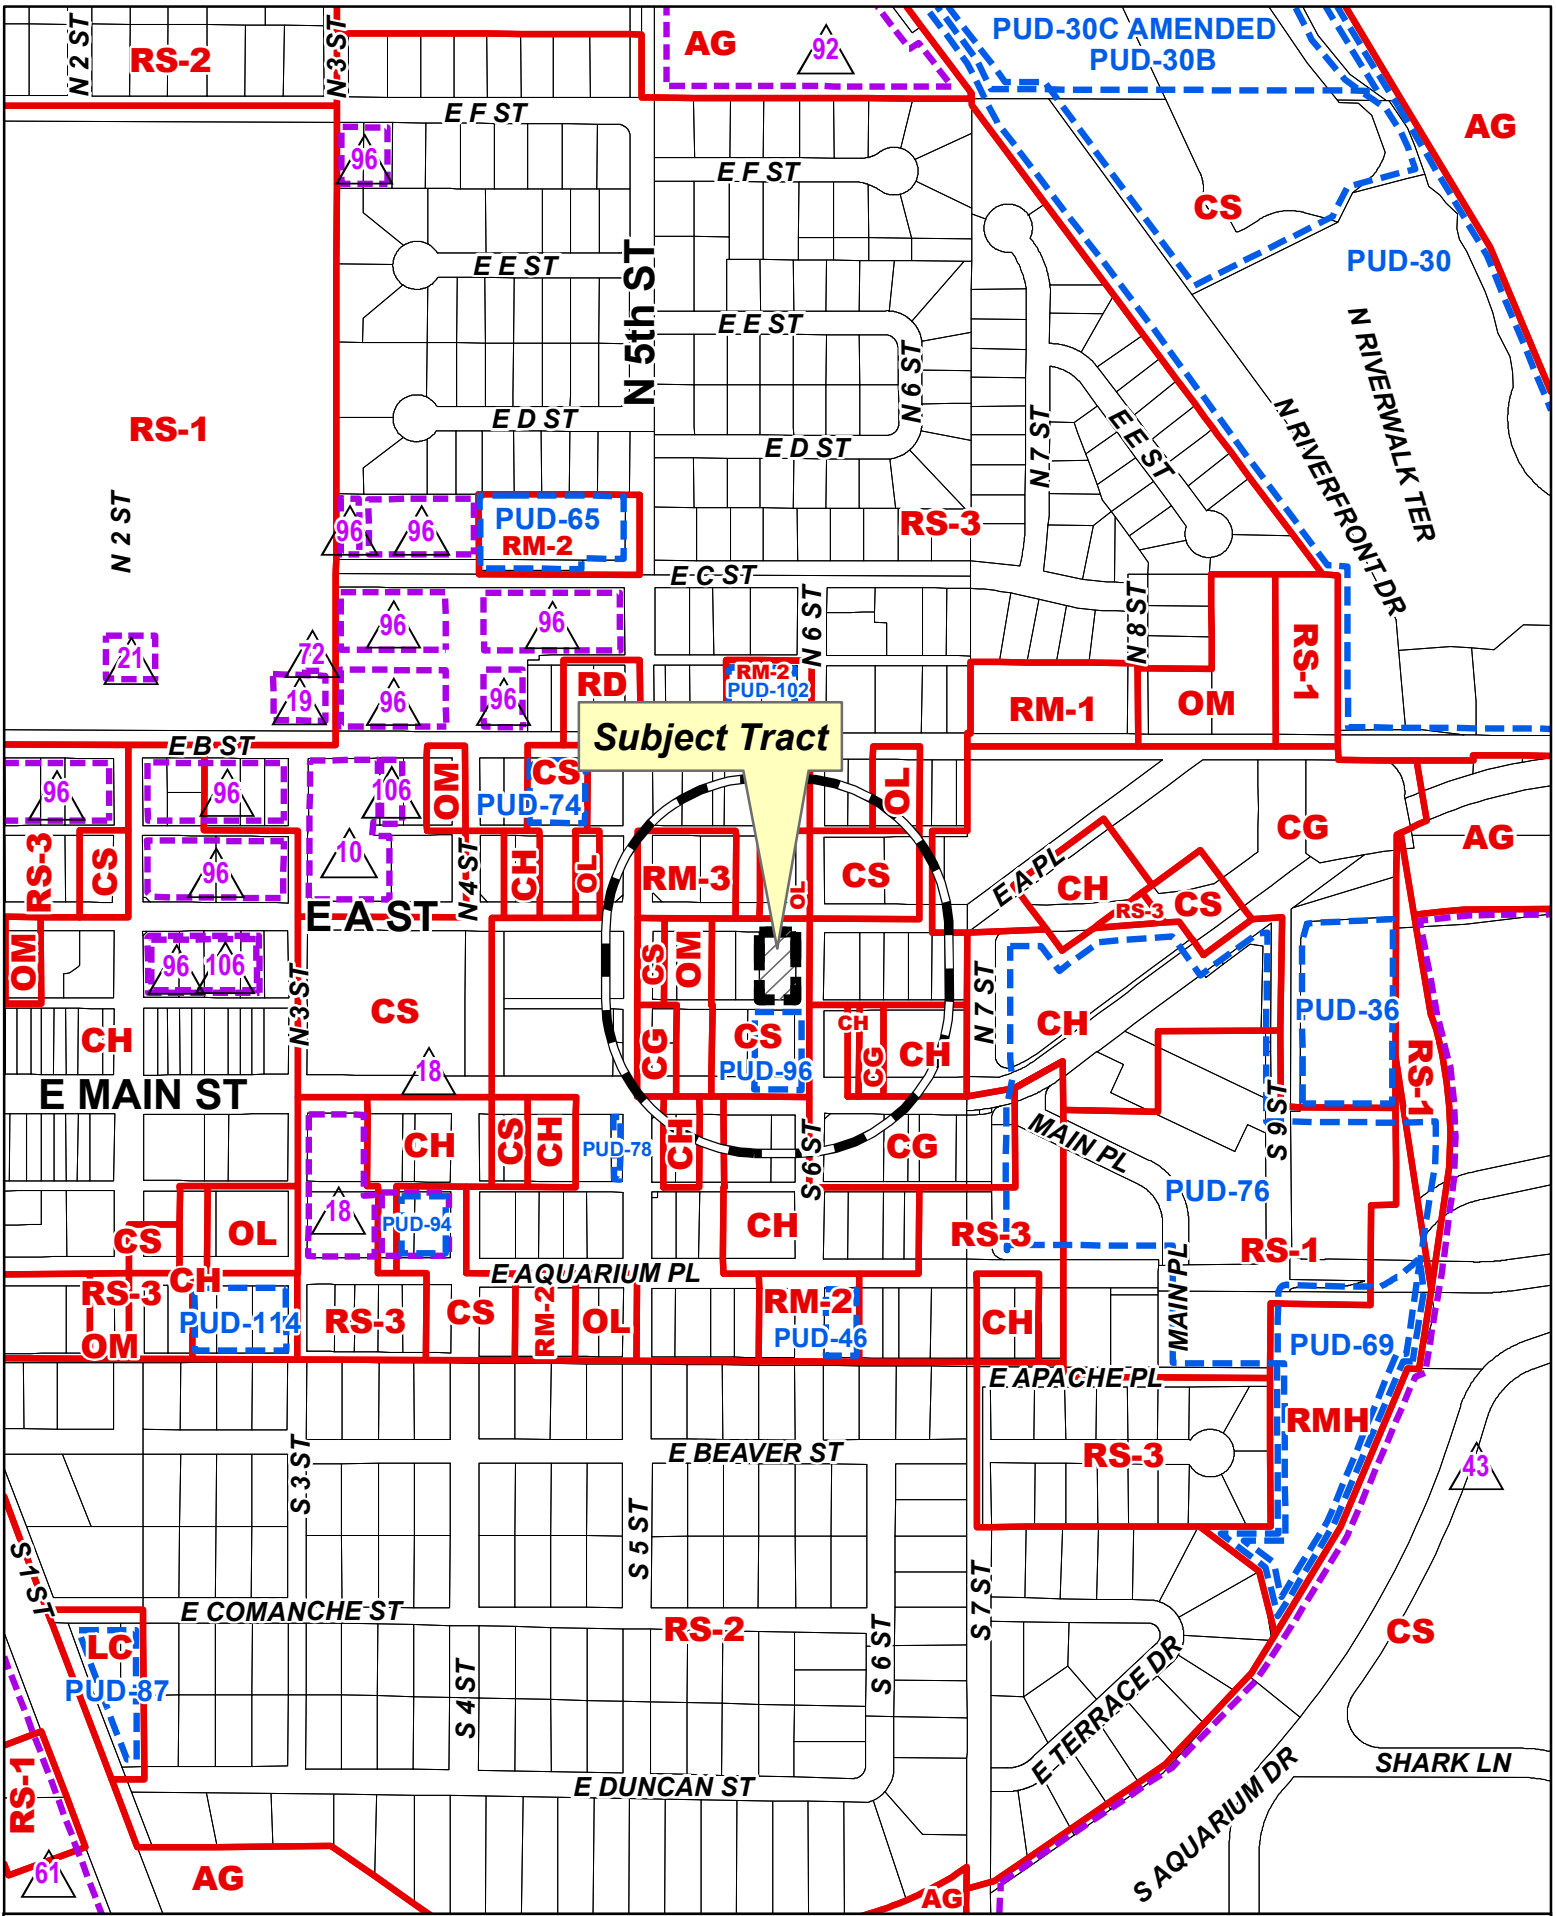 N 2 ST
RS-2
N 3 ST
AG
92
PUD-30C AMENDED
PUD-30B
AG
E F ST
96
E F ST
CS
PUD-30
E E ST
N 5th ST
E E ST
N 6 ST
N RIVERWALK TER
RS-1
E D ST
E D ST
N 7 ST
E E ST
N RIVERFRONT DR
N 2 ST
96
96
PUD-65
RM-2
RS-3
E C ST
96
96
N 6 ST
N 8 ST
RS-1
21
72
19
96
96
RD
RM-2
PUD-102
RM-1
OM
Subject Tract
E B ST
96
96
106
OM
CS
PUD-74
OL
CG
AG
RS-3
CS
96
10
N 4 ST
CH
OL
RM-3
OL
CS
E A PL
CH
RS-3
CS
E A ST
OM
96
106
N 3 ST
CS
CS
OM
N 7 ST
CH
PUD-36
CH
18
CG
CS
PUD-96
CH
CG
CH
RS-1
E MAIN ST
CH
CS
CH
PUD-78
CH
S 6 ST
CG
MAIN PL
S 9 ST
PUD-76
18
PUD-94
CS
OL
CH
RS-3
RS-1
CH
E AQUARIUM PL
RS-3
OM
PUD-114
RS-3
CS
RM-2
OL
RM-2
PUD-46
CH
MAIN PL
PUD-69
E APACHE PL
RMH
E BEAVER ST
RS-3
43
S 3 ST
S 5 ST
S 1 ST
S 7 ST
E COMANCHE ST
RS-2
CS
LC
PUD-87
S 4 ST
S 6 ST
E TERRACE DR
RS-1
E DUNCAN ST
SHARK LN
S AQUARIUM DR
61
AG
AG